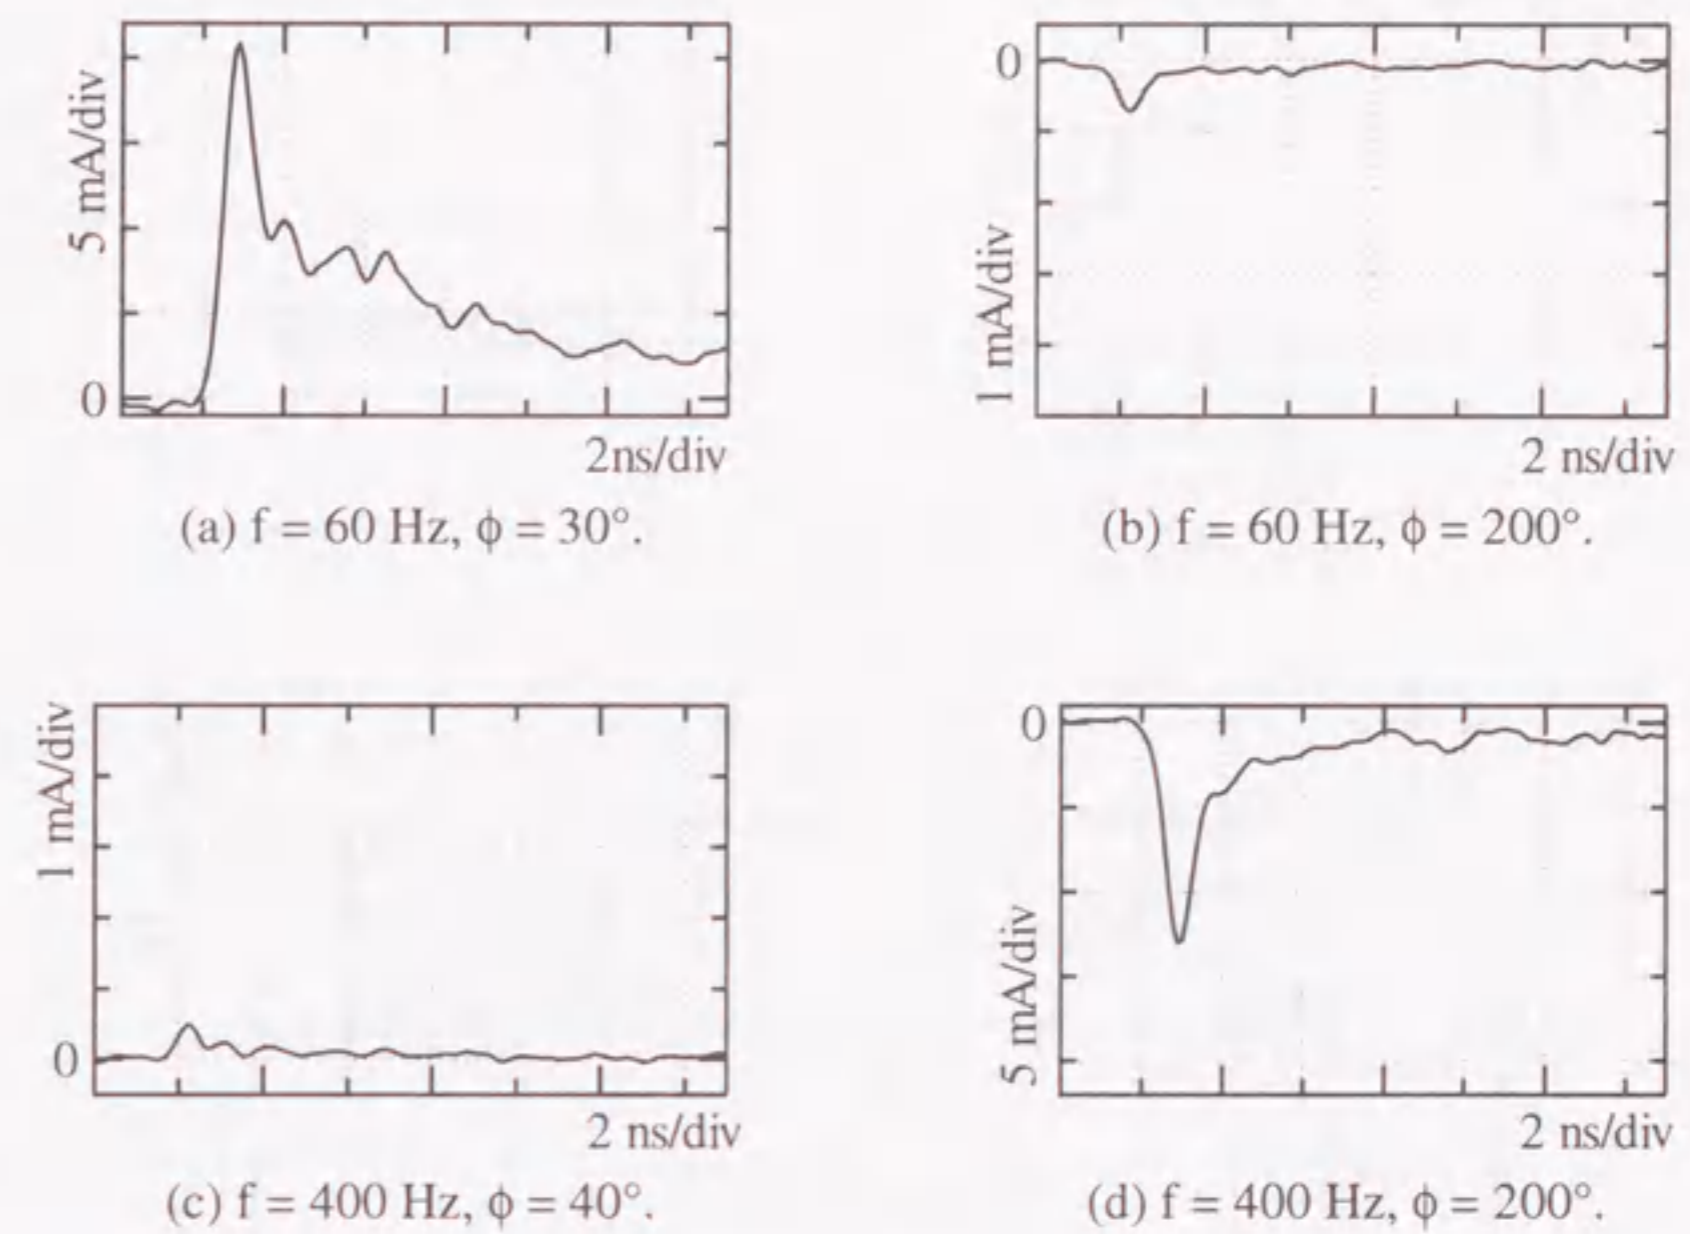 5 mA/div
0
2ns/div
(a) f = 60 Hz, ϕ = 30°.
0
1 mA/div
2 ns/div
(b) f = 60 Hz, ϕ = 200°.
1 mA/div
0
2 ns/div
(c) f = 400 Hz, ϕ = 40°.
0
5 mA/div
2 ns/div
(d) f = 400 Hz, ϕ = 200°.